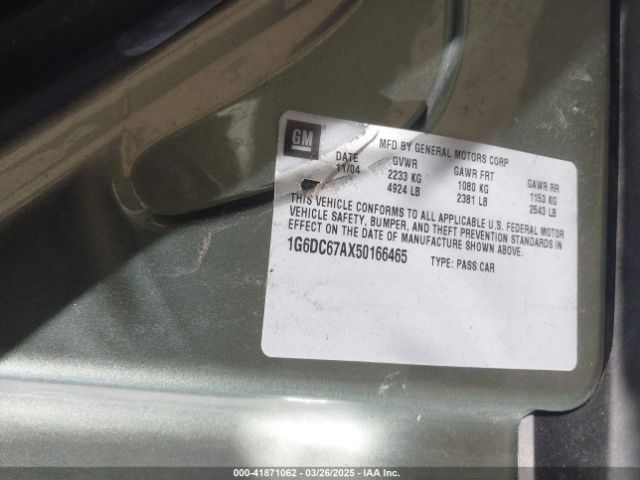 GM
MFD BY GENERAL MOTORS CORP
DATE GVWR GAWR FRT GAWR RR
11/04 2233 KG 1080 KG 1153 KG
4924 LB 2381 LB 2543 LB
THIS VEHICLE CONFORMS TO ALL APPLICABLE U.S. FEDERAL MOTOR
VEHICLE SAFETY, BUMPER, AND THEFT PREVENTION STANDARDS IN
EFFECT ON THE DATE OF MANUFACTURE SHOWN ABOVE.
1G6DC67AX50166465 TYPE: PASS CAR
000-41871062 / 03/26/2025 / IAA Inc.